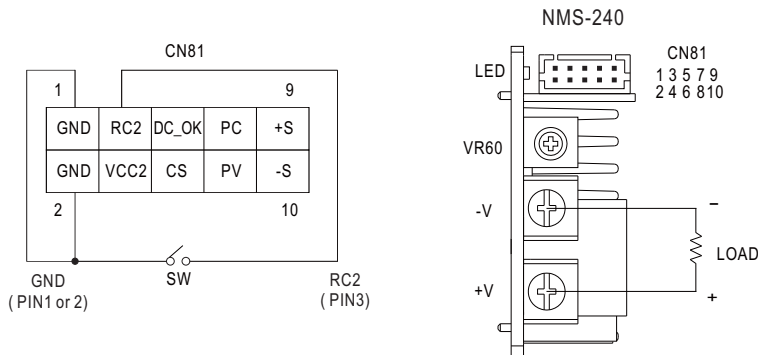 NMS-240
CN81
1 9
GND RC2 DC_OK PC +S
GND VCC2 CS PV -S
2 10
GND
( PIN1 or 2)
SW
RC2
( PIN3)
LED
CN81
1 3 5 7 9
2 4 6 8 10
VR60
-V
–
LOAD
+V
+